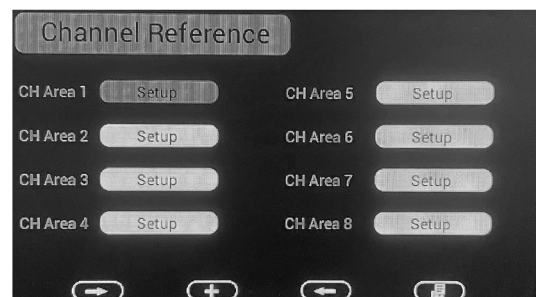 Channel Reference
CH Area 1 Setup
CH Area 2 Setup
CH Area 3 Setup
CH Area 4 Setup
CH Area 5 Setup
CH Area 6 Setup
CH Area 7 Setup
CH Area 8 Setup